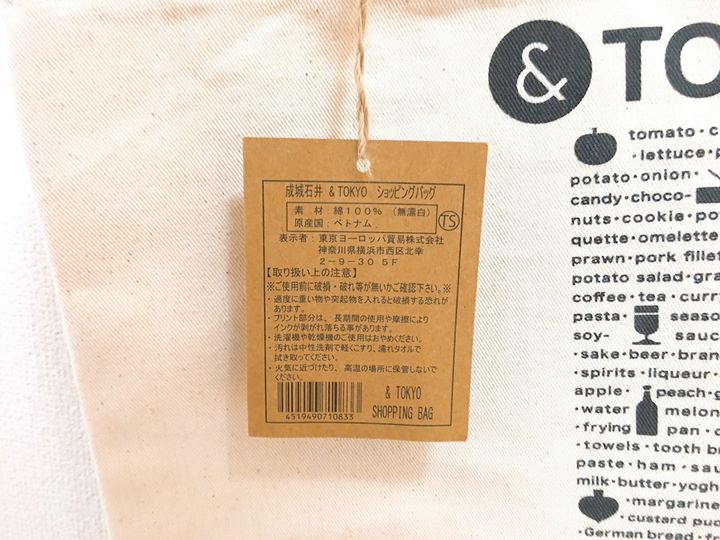 成城石井 & TOKYO ショッピングバッグ
素 材：綿100％ （無漂白）
原産国：ベトナム
TS
表示者：東京ヨーロッパ貿易株式会社
神奈川県横浜市西区北幸
2-9-30 5F
【取り扱い上の注意】
※ご使用前に破損・破れ等が無いかご確認下さい。※
・過度に重い物や突起物を入れると破損する恐れが
あります。
・プリント部分は、長期間の使用や摩擦により
インクが剥がれ落ちる事があります。
・洗濯機や乾燥機のご使用はおやめください。
・汚れは中性洗剤で軽くこすり、濡れタオルで
拭き取ってください。
・火気に近づけたり、高温の場所に保管しないで
ください。
4519490710833
& TOKYO
SHOPPING BAG
& TO
tomato・c
・lettuce・p
potato・onion・
candy・choco-
nuts・cookie・po
quette・omelette
prawn・pork fillet
potato salad・gra
coffee・tea・curr
pasta・ seaso
soy- sauc
・sake・beer・bran
・spirits・liqueur・
apple・ peach・g
・water melon
・frying pan・c
・towels・tooth b
paste・ham・sau
milk・butter・yogh
・margarine
・custard pud
・German bread・fr